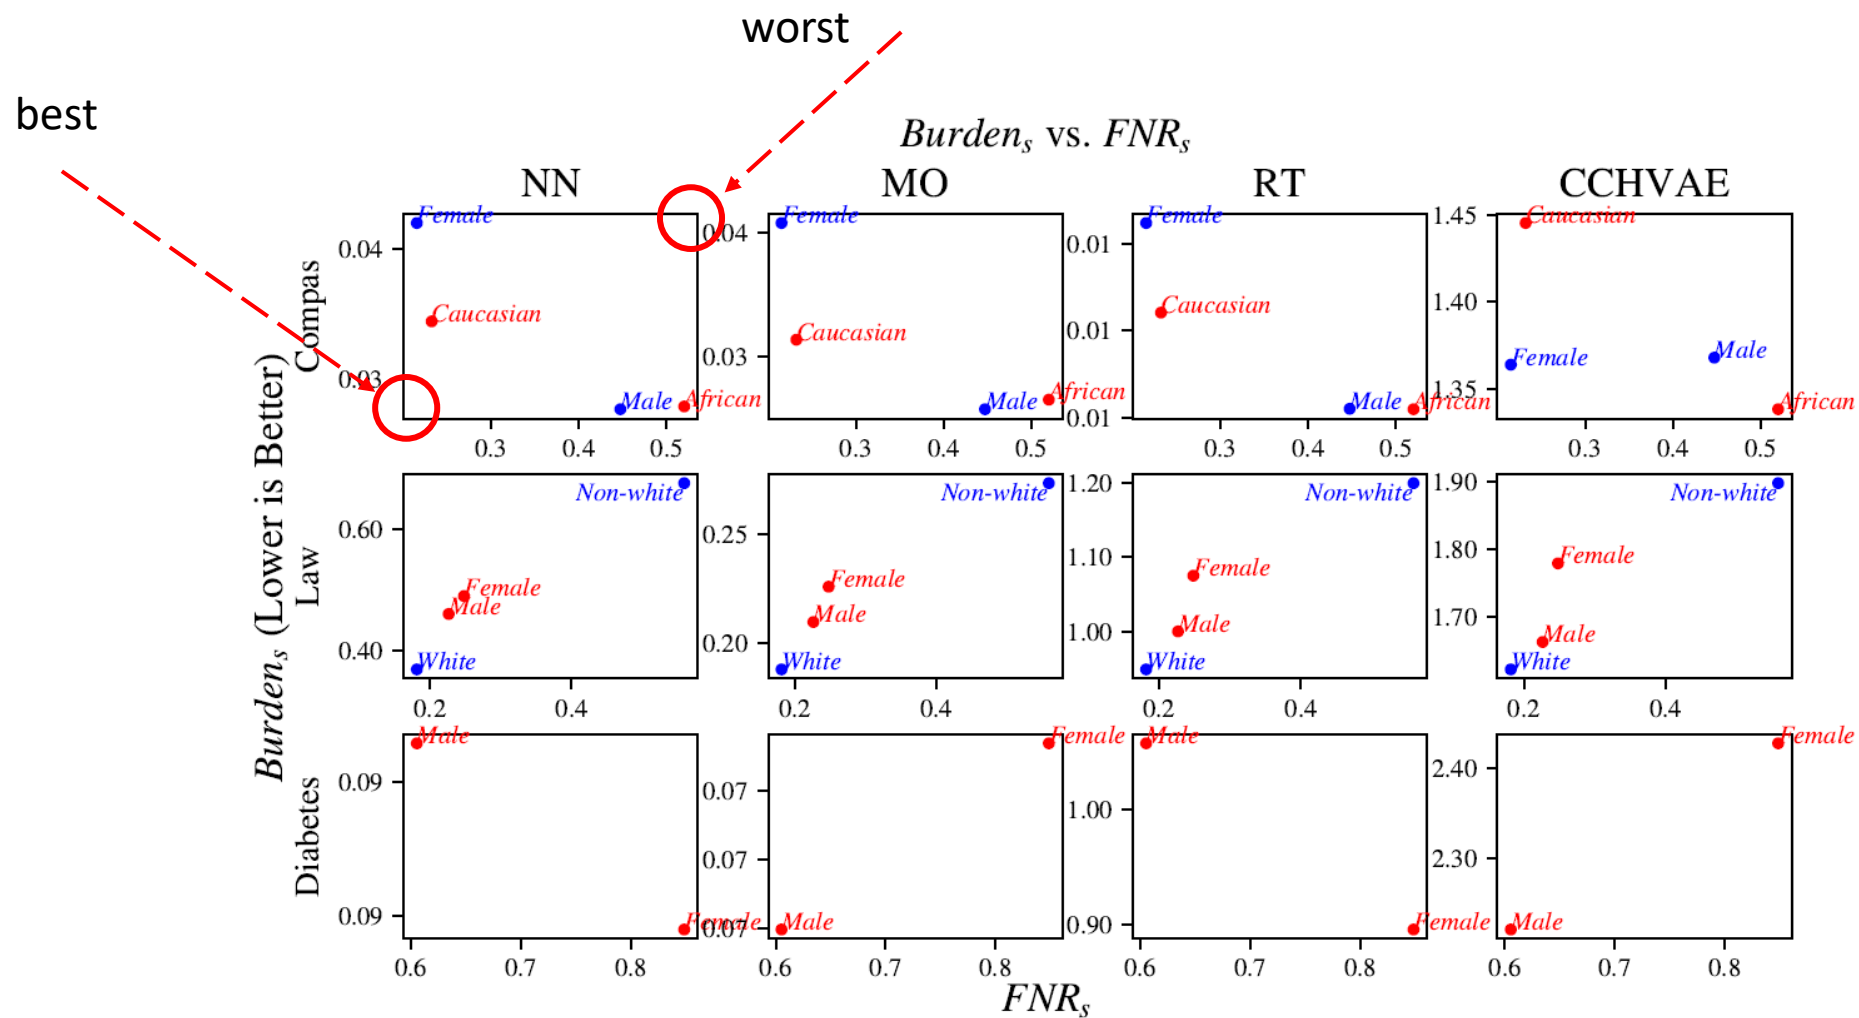 worst
best
Burden_s vs. FNR_s
NN MO RT CCHVAE
Burden_s (Lower is Better)
Compas
Female
Caucasian
Male
African
0.04
0.03
0.3 0.4 0.5
Female
Caucasian
Male
African
0.04
0.03
0.3 0.4 0.5
Female
Caucasian
Male
African
0.01
0.01
0.01
0.3 0.4 0.5
Caucasian
Female
Male
African
1.45
1.40
1.35
0.3 0.4 0.5
Law
Non-white
Female
Male
White
0.60
0.40
0.2 0.4
Non-white
Female
Male
White
0.25
0.20
0.2 0.4
Non-white
Female
Male
White
1.20
1.10
1.00
0.2 0.4
Non-white
Female
Male
White
1.90
1.80
1.70
0.2 0.4
Diabetes
Male
Female
0.09
0.09
0.6 0.7 0.8
Female
Male
0.07
0.07
0.07
0.6 0.7 0.8
Male
Female
1.00
0.90
0.6 0.7 0.8
Female
Male
2.40
2.30
0.6 0.7 0.8
FNR_s